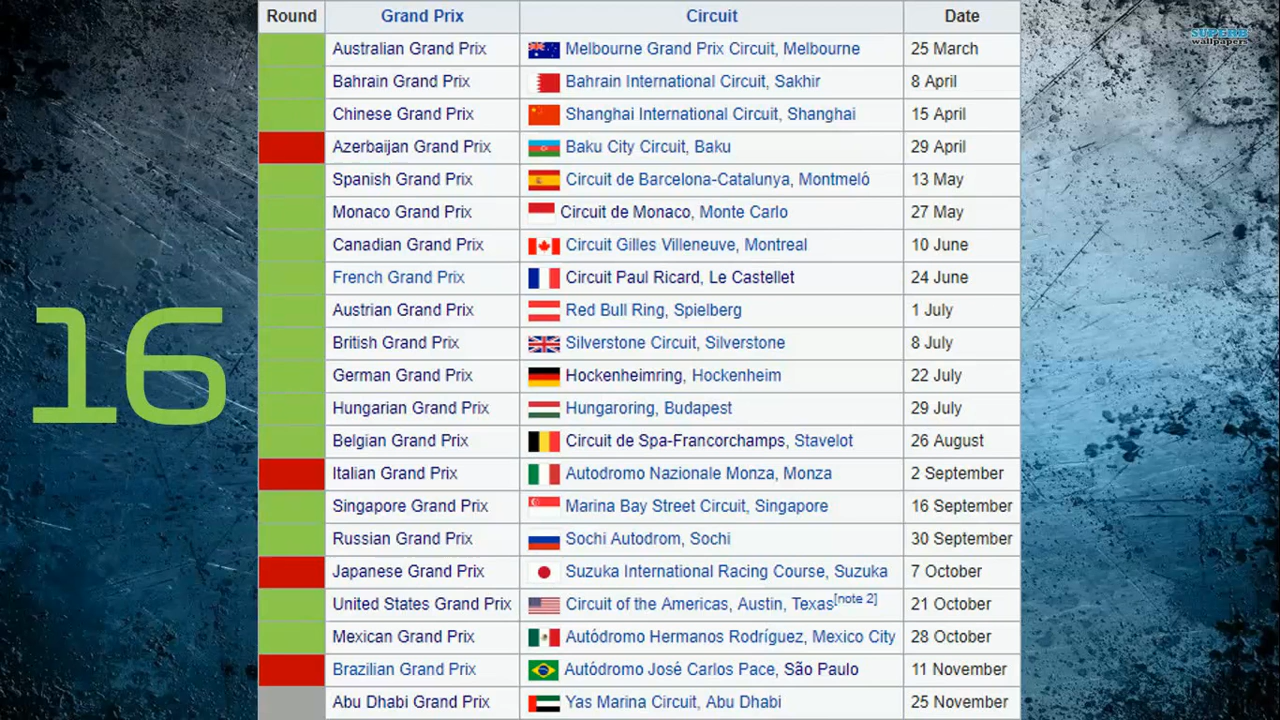 Round Grand Prix Circuit Date
Australian Grand Prix Melbourne Grand Prix Circuit, Melbourne 25 March
Bahrain Grand Prix Bahrain International Circuit, Sakhir 8 April
Chinese Grand Prix Shanghai International Circuit, Shanghai 15 April
Azerbaijan Grand Prix Baku City Circuit, Baku 29 April
Spanish Grand Prix Circuit de Barcelona-Catalunya, Montmeló 13 May
Monaco Grand Prix Circuit de Monaco, Monte Carlo 27 May
Canadian Grand Prix Circuit Gilles Villeneuve, Montreal 10 June
French Grand Prix Circuit Paul Ricard, Le Castellet 24 June
Austrian Grand Prix Red Bull Ring, Spielberg 1 July
British Grand Prix Silverstone Circuit, Silverstone 8 July
German Grand Prix Hockenheimring, Hockenheim 22 July
Hungarian Grand Prix Hungaroring, Budapest 29 July
Belgian Grand Prix Circuit de Spa-Francorchamps, Stavelot 26 August
Italian Grand Prix Autodromo Nazionale Monza, Monza 2 September
Singapore Grand Prix Marina Bay Street Circuit, Singapore 16 September
Russian Grand Prix Sochi Autodrom, Sochi 30 September
Japanese Grand Prix Suzuka International Racing Course, Suzuka 7 October
United States Grand Prix Circuit of the Americas, Austin, Texas[note 2] 21 October
Mexican Grand Prix Autódromo Hermanos Rodríguez, Mexico City 28 October
Brazilian Grand Prix Autódromo José Carlos Pace, São Paulo 11 November
Abu Dhabi Grand Prix Yas Marina Circuit, Abu Dhabi 25 November
16
SUPERB
wallpapers